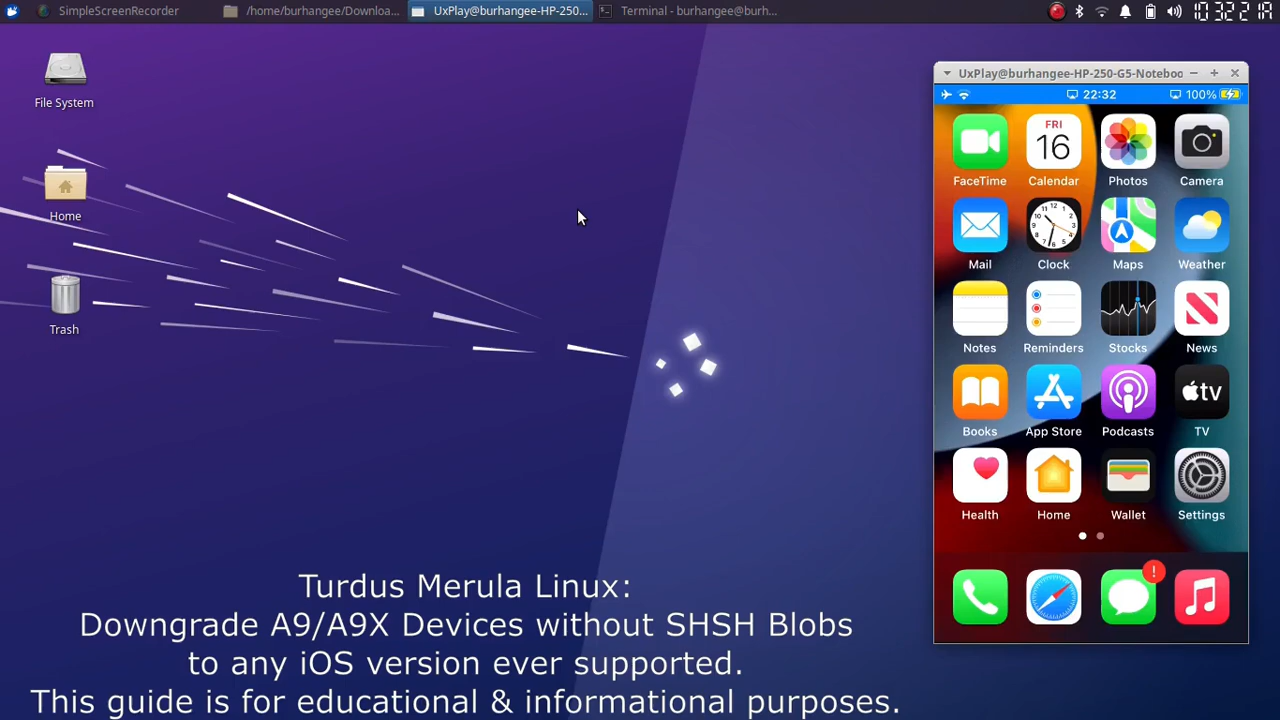 SimpleScreenRecorder
/home/burhangee/Downloa...
UxPlay@burhangee-HP-250...
Terminal - burhangee@burh...
File System
Home
Trash
UxPlay@burhangee-HP-250-G5-Noteboo
22:32
100%
FRI
16
FaceTime
Calendar
Photos
Camera
Mail
Clock
Maps
Weather
Notes
Reminders
Stocks
News
tv
Books
App Store
Podcasts
TV
Health
Home
Wallet
Settings
!
Turdus Merula Linux:
Downgrade A9/A9X Devices without SHSH Blobs
to any iOS version ever supported.
This guide is for educational & informational purposes.